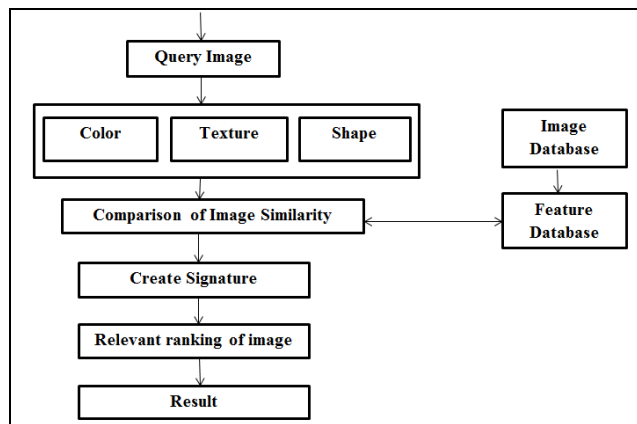 Query Image
Color
Texture
Shape
Image
Database
Comparison of Image Similarity
Feature
Database
Create Signature
Relevant ranking of image
Result